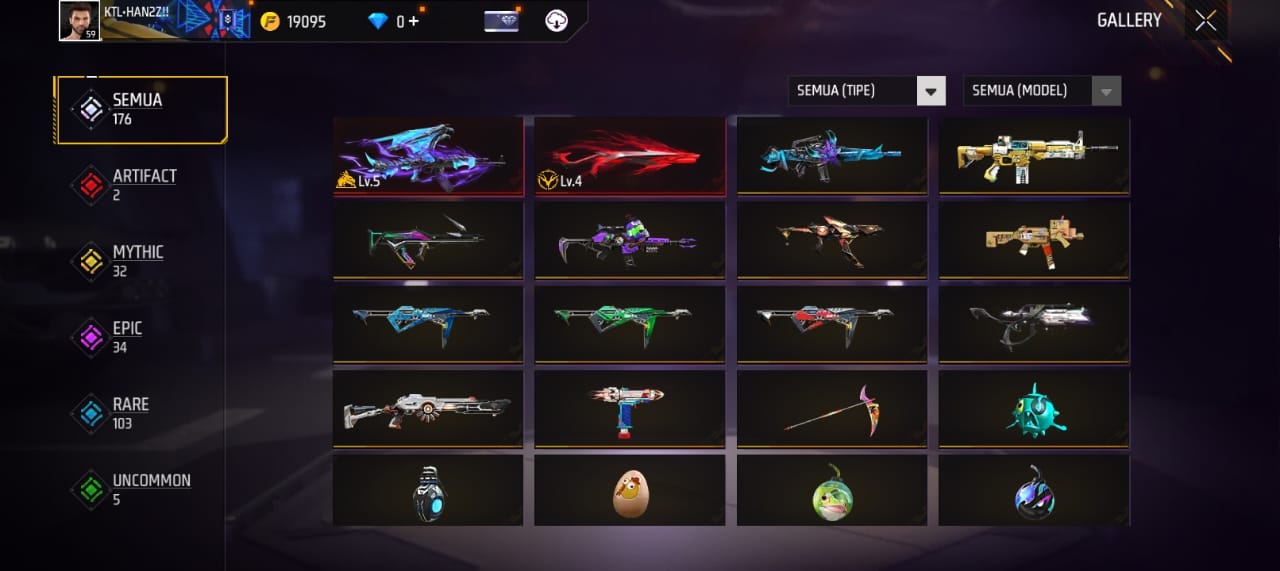 KTL•HAN2Z!!
59
19095
0+
GALLERY
SEMUA
176
SEMUA (TIPE)
SEMUA (MODEL)
ARTIFACT
2
MYTHIC
32
EPIC
34
RARE
103
UNCOMMON
5
Lv.5
Lv.4